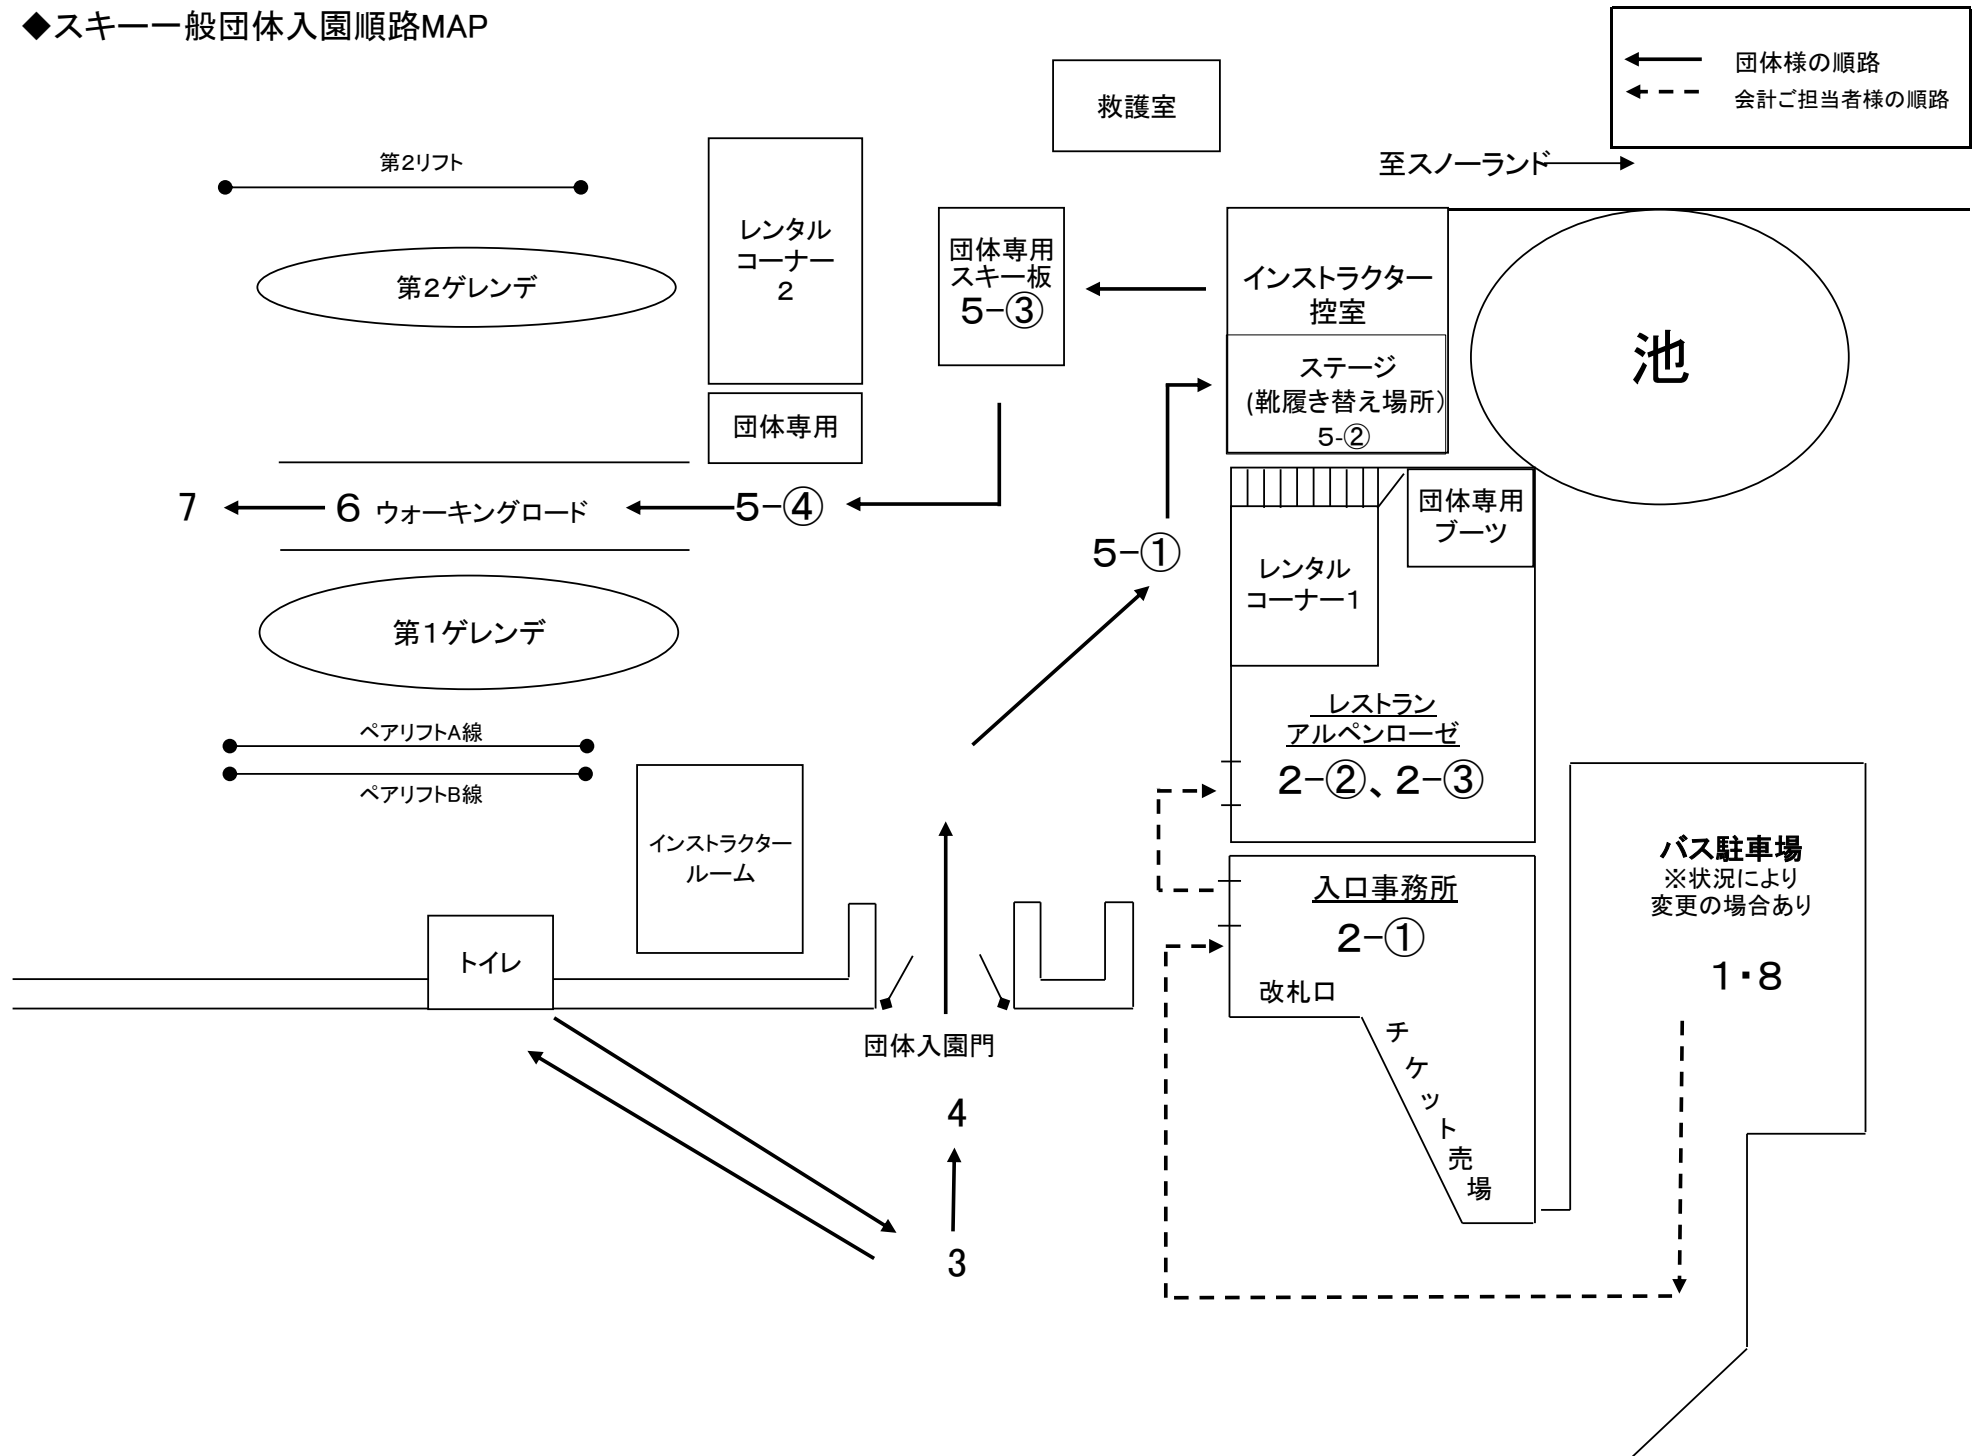 ◆スキー一般団体入園順路MAP
団体様の順路
会計ご担当者様の順路
救護室
至スノーランド
第2リフト
レンタル
コーナー
2
団体専用
スキー板
5-③
インストラクター
控室
第2ゲレンデ
池
ステージ
(靴履き替え場所)
5-②
団体専用
7
6 ウォーキングロード
5-④
団体専用
ブーツ
5-①
レンタル
コーナー1
第1ゲレンデ
レストラン
アルペンローゼ
2-②、2-③
ペアリフトA線
ペアリフトB線
インストラクター
ルーム
バス駐車場
※状況により
変更の場合あり
1・8
入口事務所
2-①
改札口
トイレ
チケット売場
団体入園門
4
3